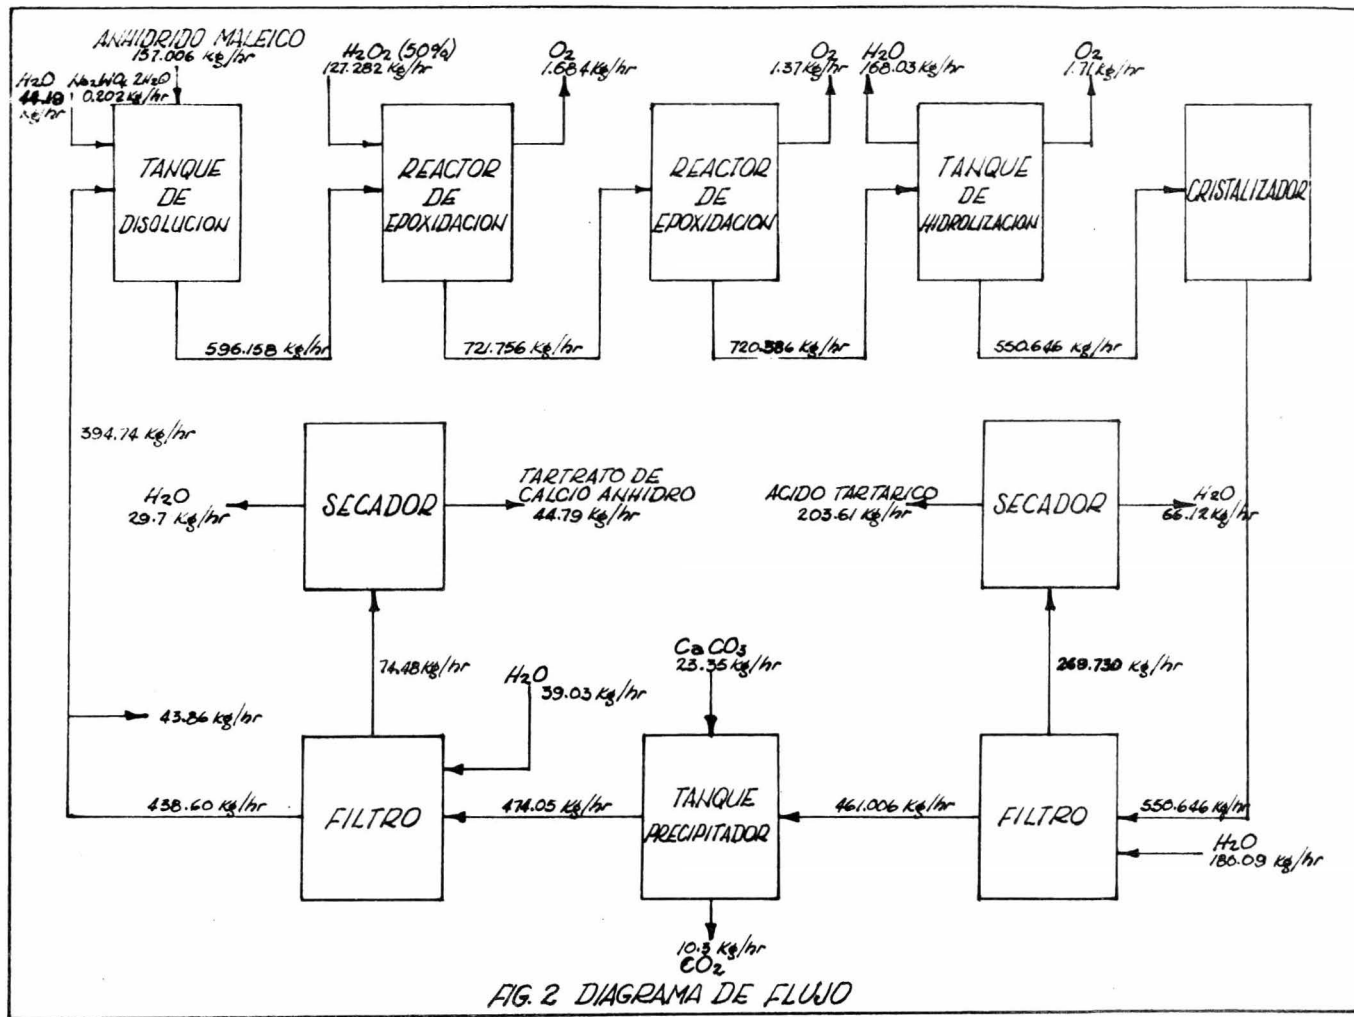 ANHIDRIDO MALEICO
157.006 Kg/hr
H2O
44.19
Kg/hr
Na2WO4 2H2O
0.202 Kg/hr
H2O2 (50%)
127.282 Kg/hr
O2
1.684 Kg/hr
O2
1.37 Kg/hr
H2O
168.03 Kg/hr
O2
1.71 Kg/hr
TANQUE
DE
DISOLUCION
REACTOR
DE
EPOXIDACION
REACTOR
DE
EPOXIDACION
TANQUE
DE
HIDROLIZACION
CRISTALIZADOR
596.158 Kg/hr
721.756 Kg/hr
720.386 Kg/hr
550.646 Kg/hr
394.74 Kg/hr
H2O
29.7 Kg/hr
SECADOR
TARTRATO DE
CALCIO ANHIDRO
44.79 Kg/hr
ACIDO TARTARICO
203.61 Kg/hr
SECADOR
H2O
66.12 Kg/hr
74.48 Kg/hr
H2O
39.03 Kg/hr
CaCO3
23.35 Kg/hr
269.730 Kg/hr
43.86 Kg/hr
438.60 Kg/hr
FILTRO
474.05 Kg/hr
TANQUE
PRECIPITADOR
461.006 Kg/hr
FILTRO
550.646 Kg/hr
H2O
180.09 Kg/hr
10.3 Kg/hr
CO2
FIG. 2 DIAGRAMA DE FLUJO